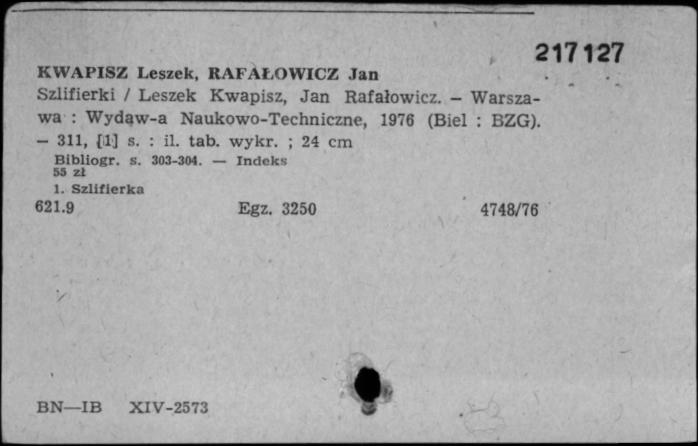 217127
KWAPISZ Leszek, RAFAŁOWICZ Jan
Szlifierki / Leszek Kwapisz, Jan Rafałowicz. — Warsza-
wa : Wydaw-a Naukowo-Techniczne, 1976 (Biel : BZG).
— 311, [1] s. : il. tab. wykr. ; 24 cm
Bibliogr. s. 303-304. — Indeks
55 zł
1. Szlifierka
621.9 Egz. 3250 4748/76
BN—IB XIV-2573